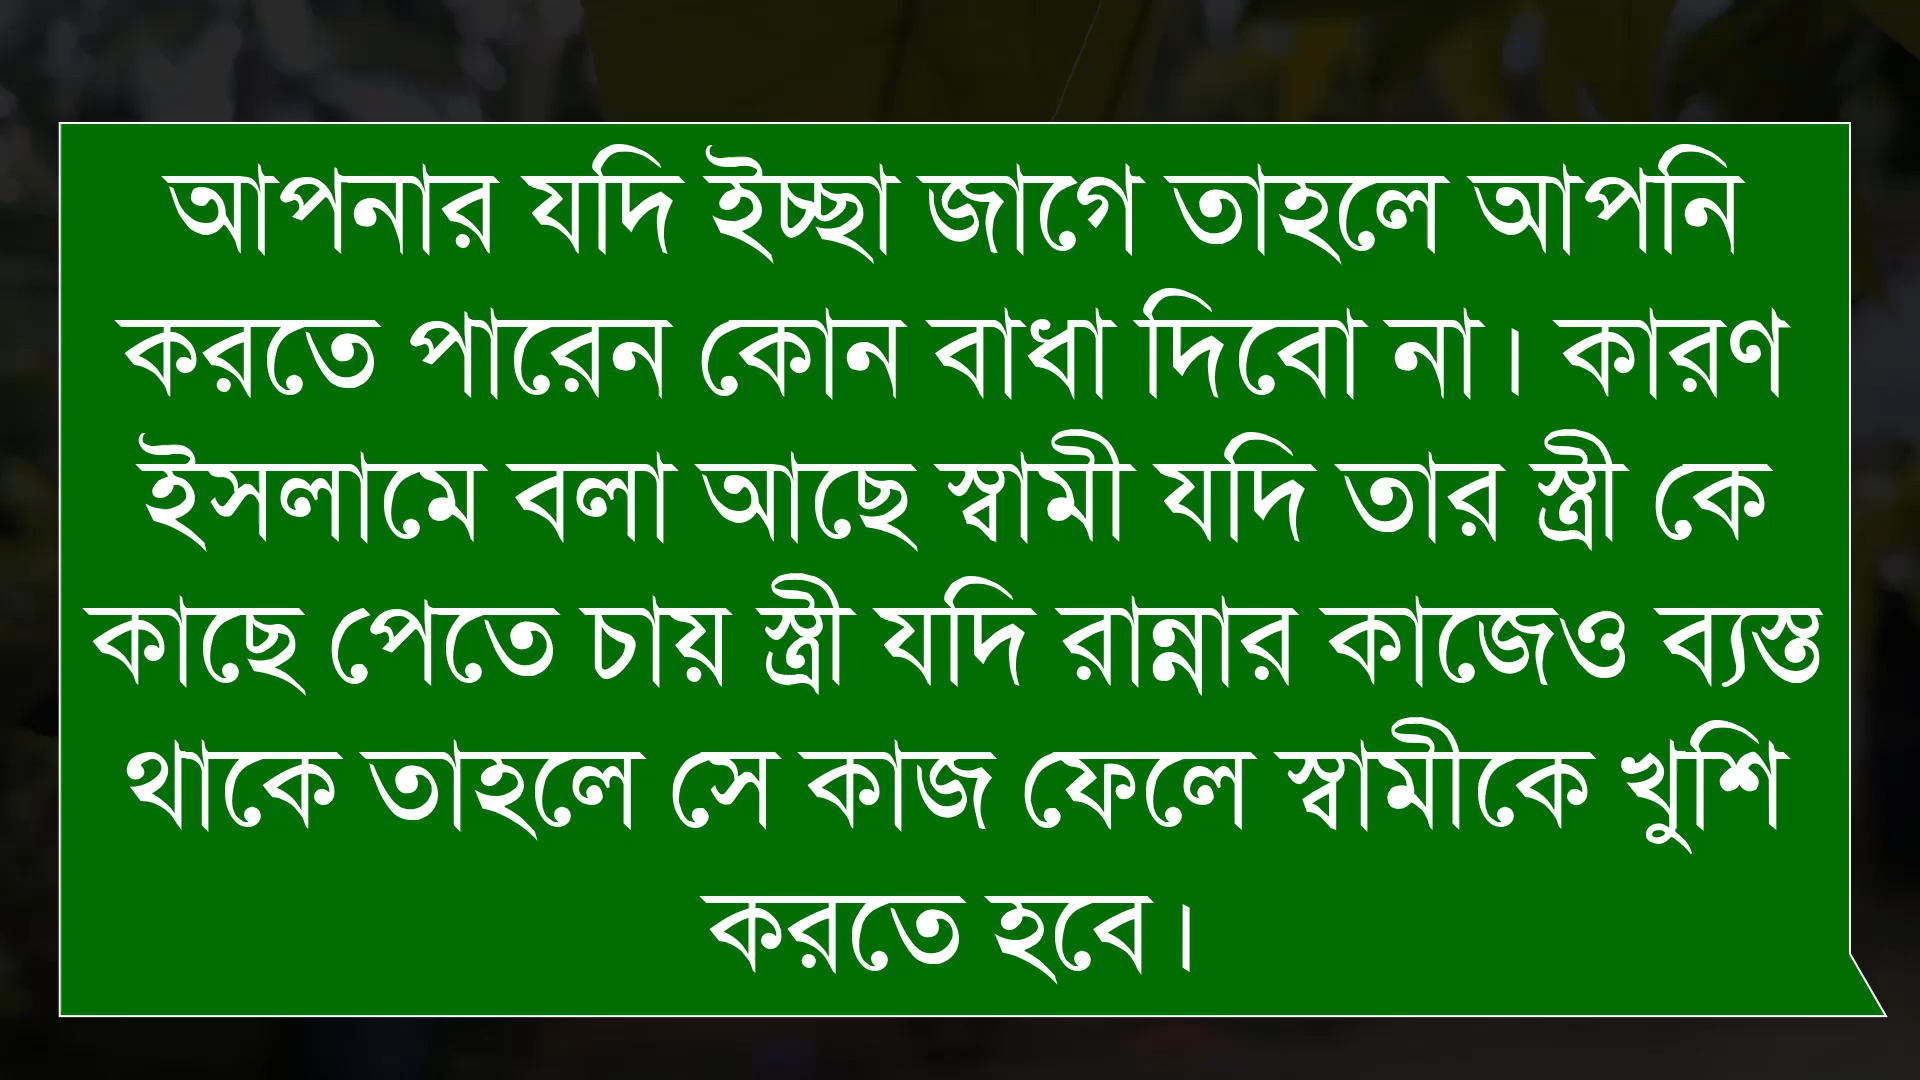 আপনার যদি ইচ্ছা জাগে তাহলে আপনি
করতে পারেন কোন বাধা দিবো না। কারণ
ইসলামে বলা আছে স্বামী যদি তার স্ত্রী কে
কাছে পেতে চায় স্ত্রী যদি রান্নার কাজেও ব্যস্ত
থাকে তাহলে সে কাজ ফেলে স্বামীকে খুশি
করতে হবে।